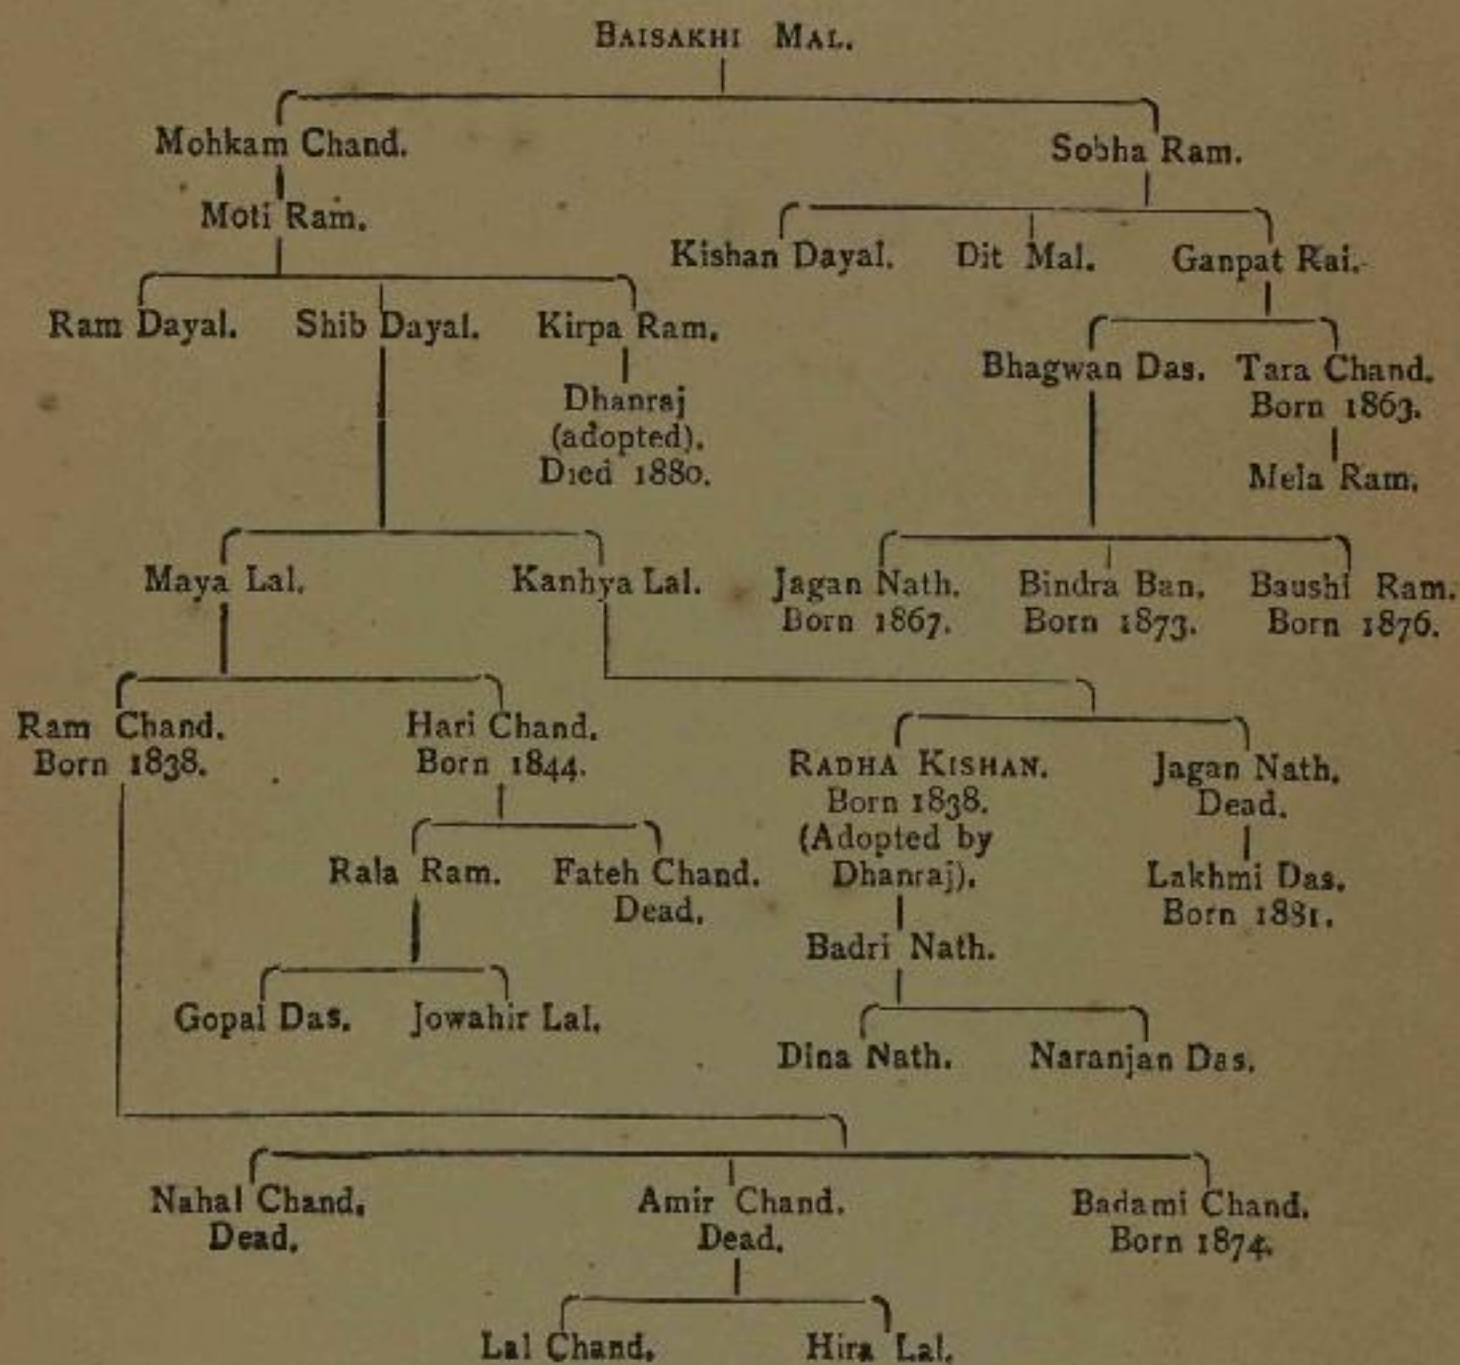 BAISAKHI MAL.
Mohkam Chand. Sobha Ram.
Moti Ram.
Kishan Dayal. Dit Mal. Ganpat Rai.
Ram Dayal. Shib Dayal. Kirpa Ram.
Bhagwan Das. Tara Chand.
Born 1863.
Dhanraj
(adopted).
Died 1880.
Mela Ram.
Maya Lal. Kanhya Lal. Jagan Nath. Bindra Ban. Baushi Ram.
Born 1867. Born 1873. Born 1876.
Ram Chand. Hari Chand.
Born 1838. Born 1844.
RADHA KISHAN. Jagan Nath.
Born 1838. Dead.
(Adopted by
Dhanraj).
Rala Ram. Fateh Chand. Lakhmi Das.
Dead. Born 1881.
Badri Nath.
Gopal Das. Jowahir Lal.
Dina Nath. Naranjan Das.
Nahal Chand. Amir Chand. Badami Chand.
Dead. Dead. Born 1874.
Lal Chand. Hira Lal.